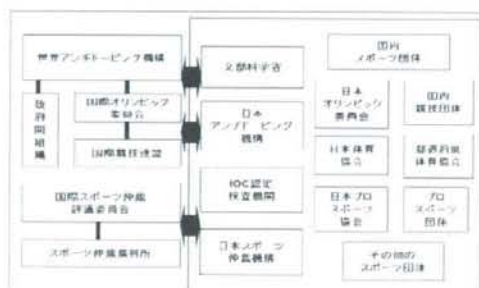 世界アンチドーピング機構
政府間組織
国際オリンピック
委員会
国際競技連盟
国際スポーツ仲裁
評議委員会
スポーツ仲裁裁判所
文部科学省
日本
アンチドーピング
機構
IOC認定
検査機関
日本スポーツ
仲裁機構
国内
スポーツ団体
日本
オリンピック
委員会
国内
競技団体
日本体育
協会
都道府県
体育協会
日本プロ
スポーツ
協会
プロ
スポーツ
団体
その他の
スポーツ団体